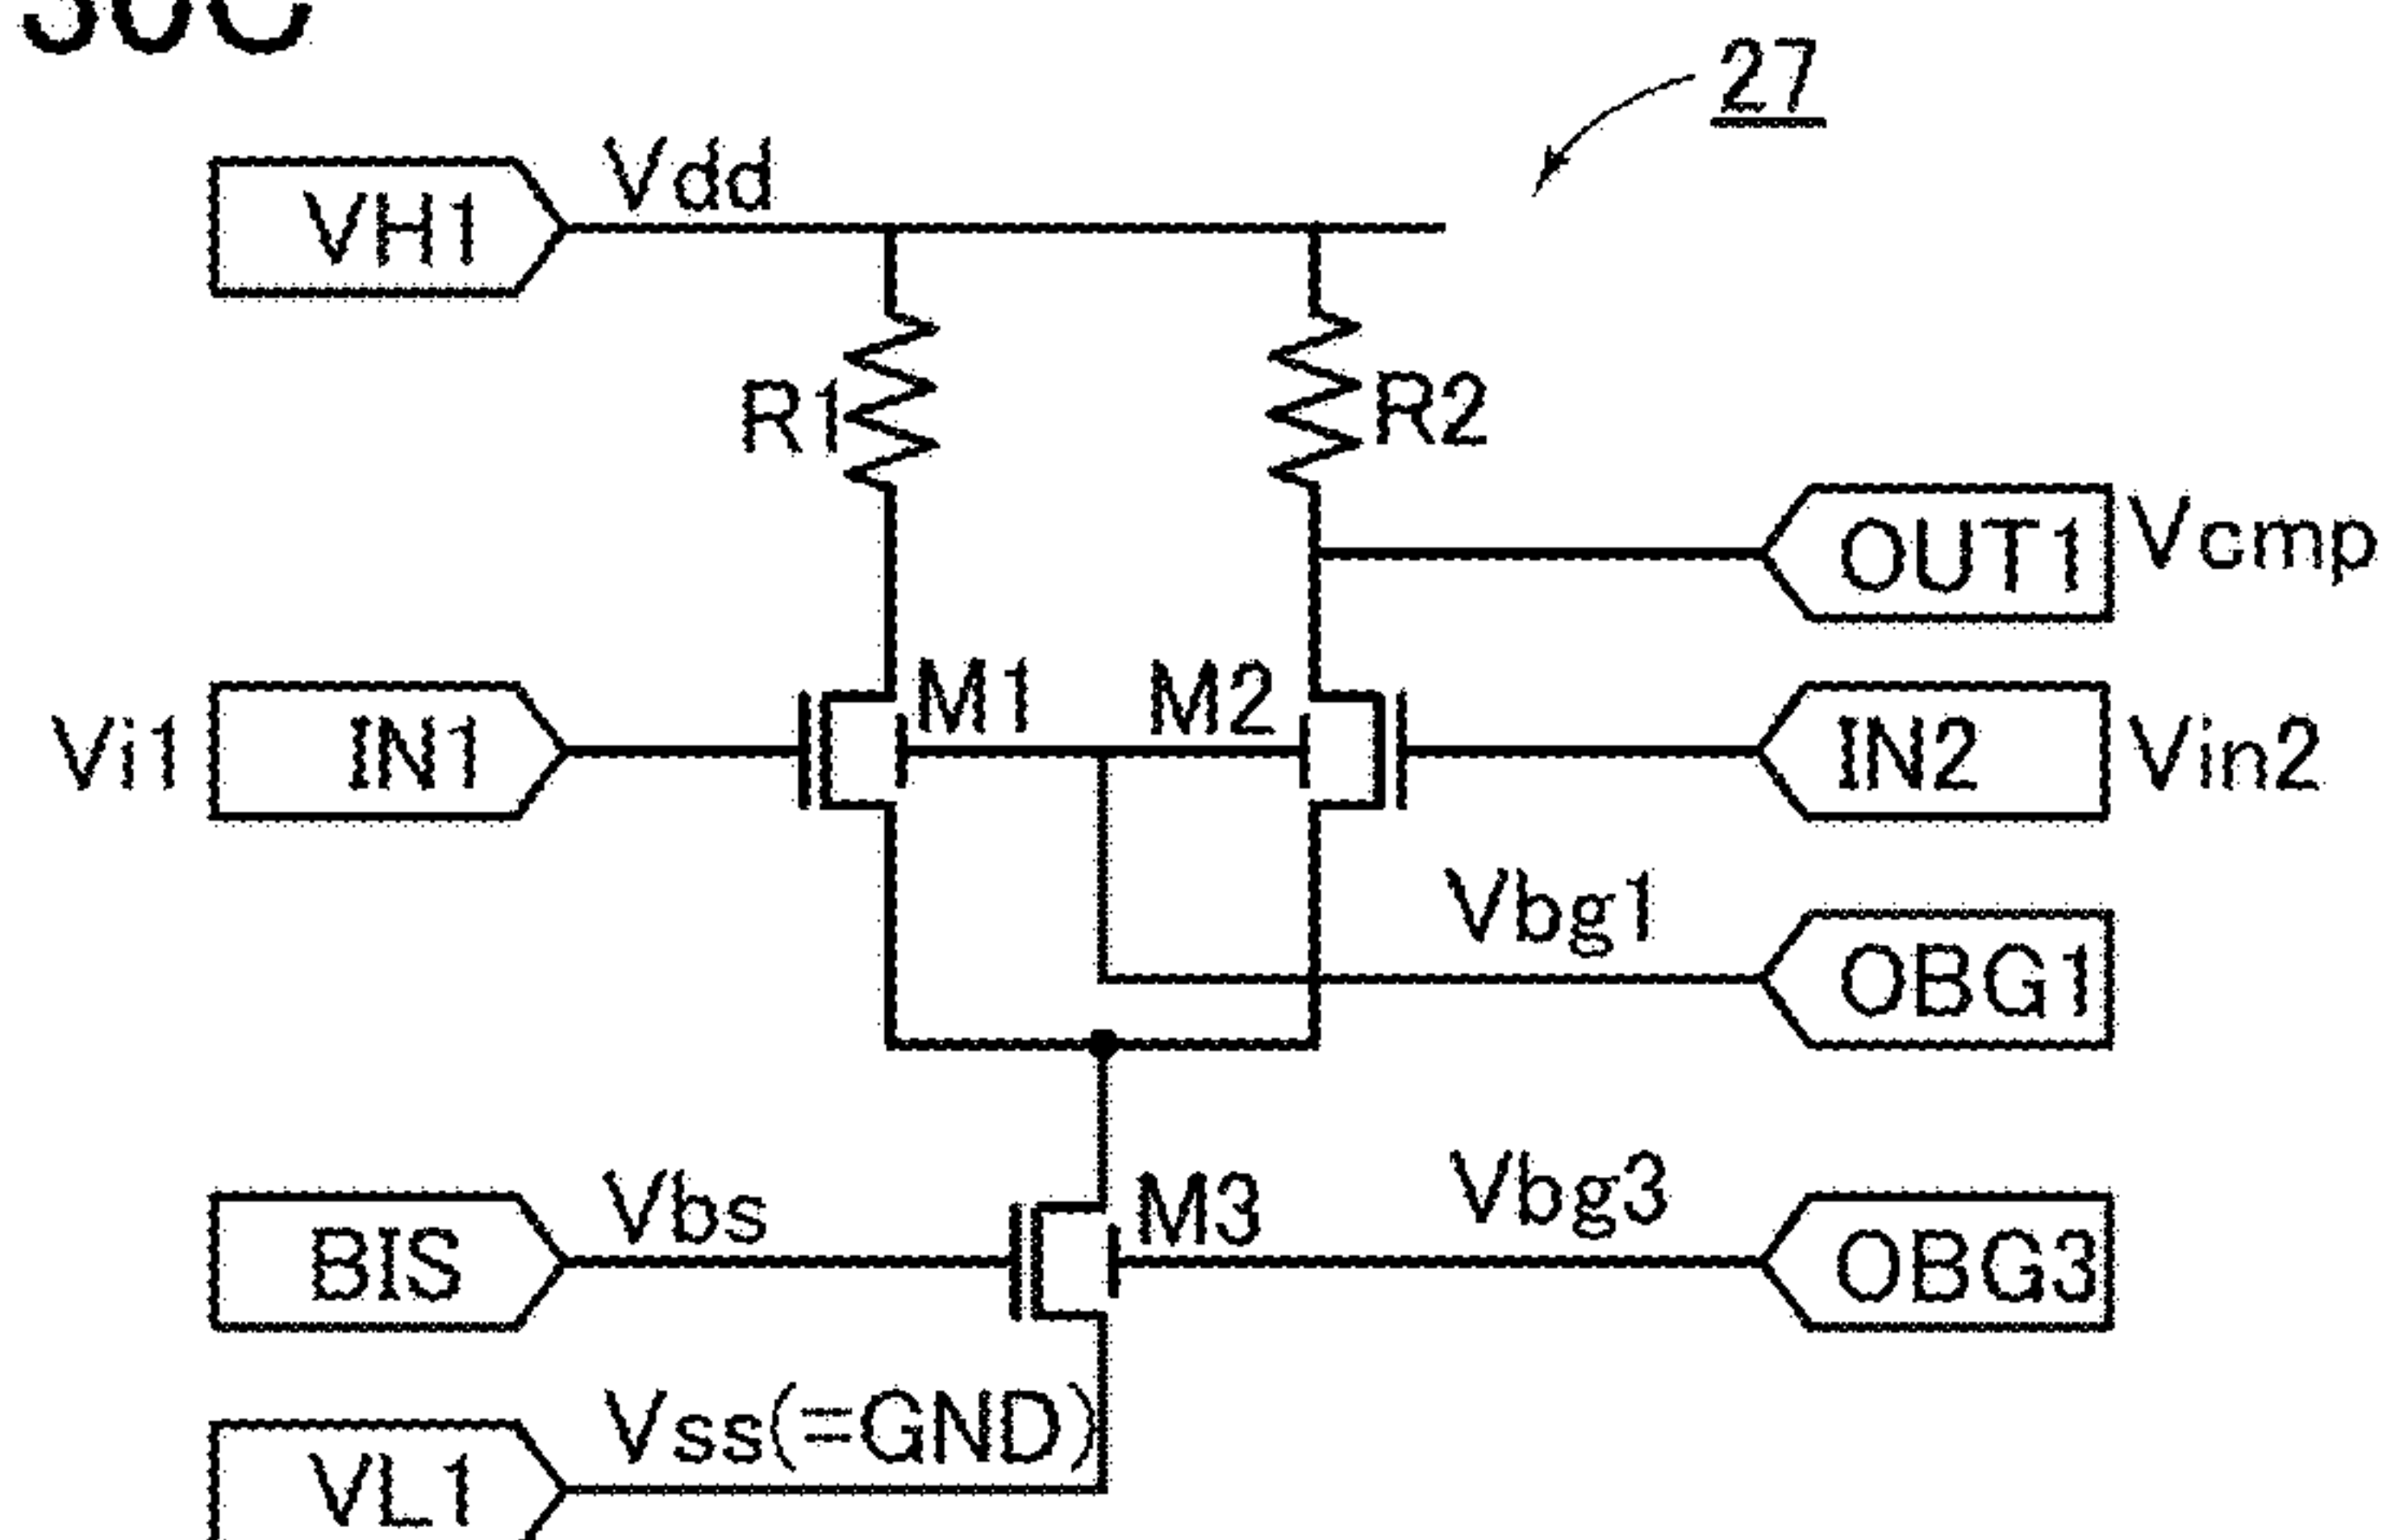 30C
27
VH1 Vdd
R1 R2
OUT1 Vcmp
Vi1 IN1 M1 M2 IN2 Vin2
Vbg1
OBG1
BIS Vbs M3 Vbg3 OBG3
VL1 Vss(=GND)